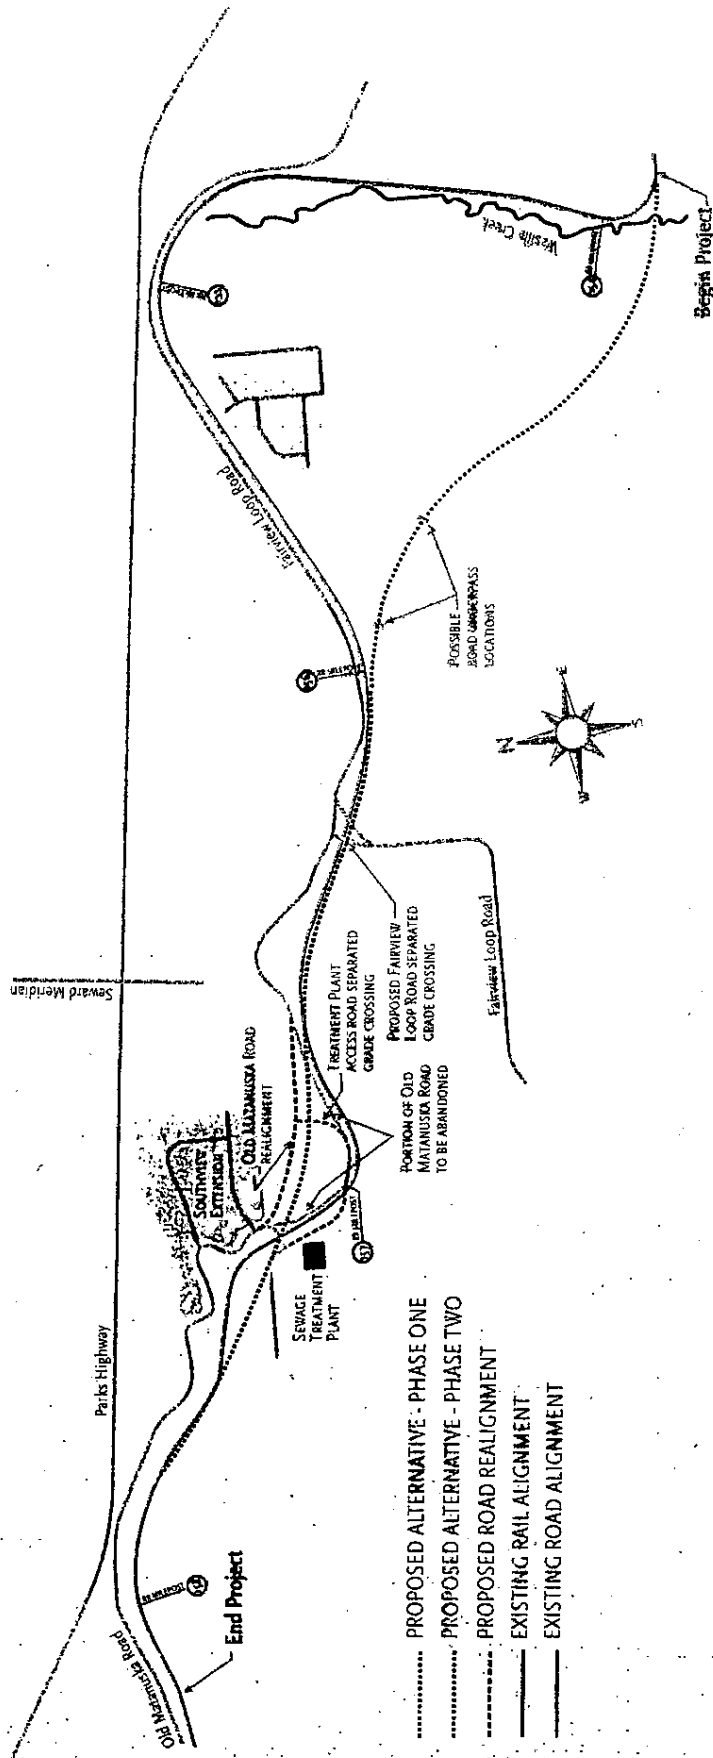 Parks Highway
Seward Meridian
Old Matanuska Road
End Project
SOUTHVIEW
EXTENSION
OLD MATANUSKA ROAD
REALIGNMENT
SEWAGE
TREATMENT
PLANT
TREATMENT PLANT
ACCESS ROAD SEPARATED
GRADE CROSSING
PORTION OF OLD
MATANUSKA ROAD
TO BE ABANDONED
PROPOSED FAIRVIEW
LOOP ROAD SEPARATED
GRADE CROSSING
Fairview Loop Road
Fairview Loop Road
POSSIBLE
ROAD UNDERPASS
LOCATIONS
N
E
S
W
Wasilla Creek
Begin Project
PROPOSED ALTERNATIVE - PHASE ONE
PROPOSED ALTERNATIVE - PHASE TWO
PROPOSED ROAD REALIGNMENT
EXISTING RAIL ALIGNMENT
EXISTING ROAD ALIGNMENT